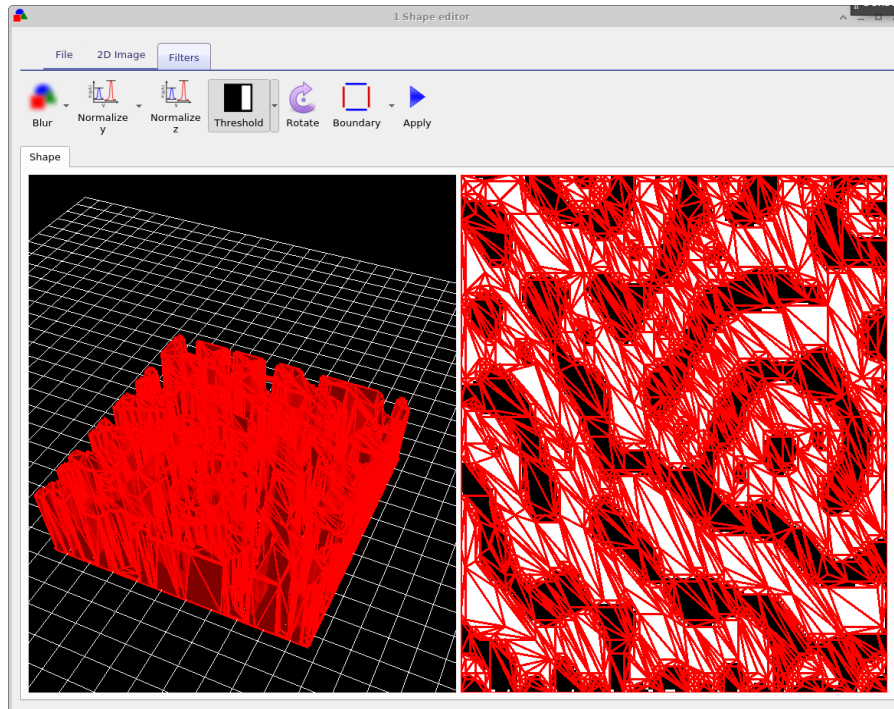 1 Shape editor
File 2D Image Filters
Blur Normalize y Normalize z Threshold Rotate Boundary Apply
Shape